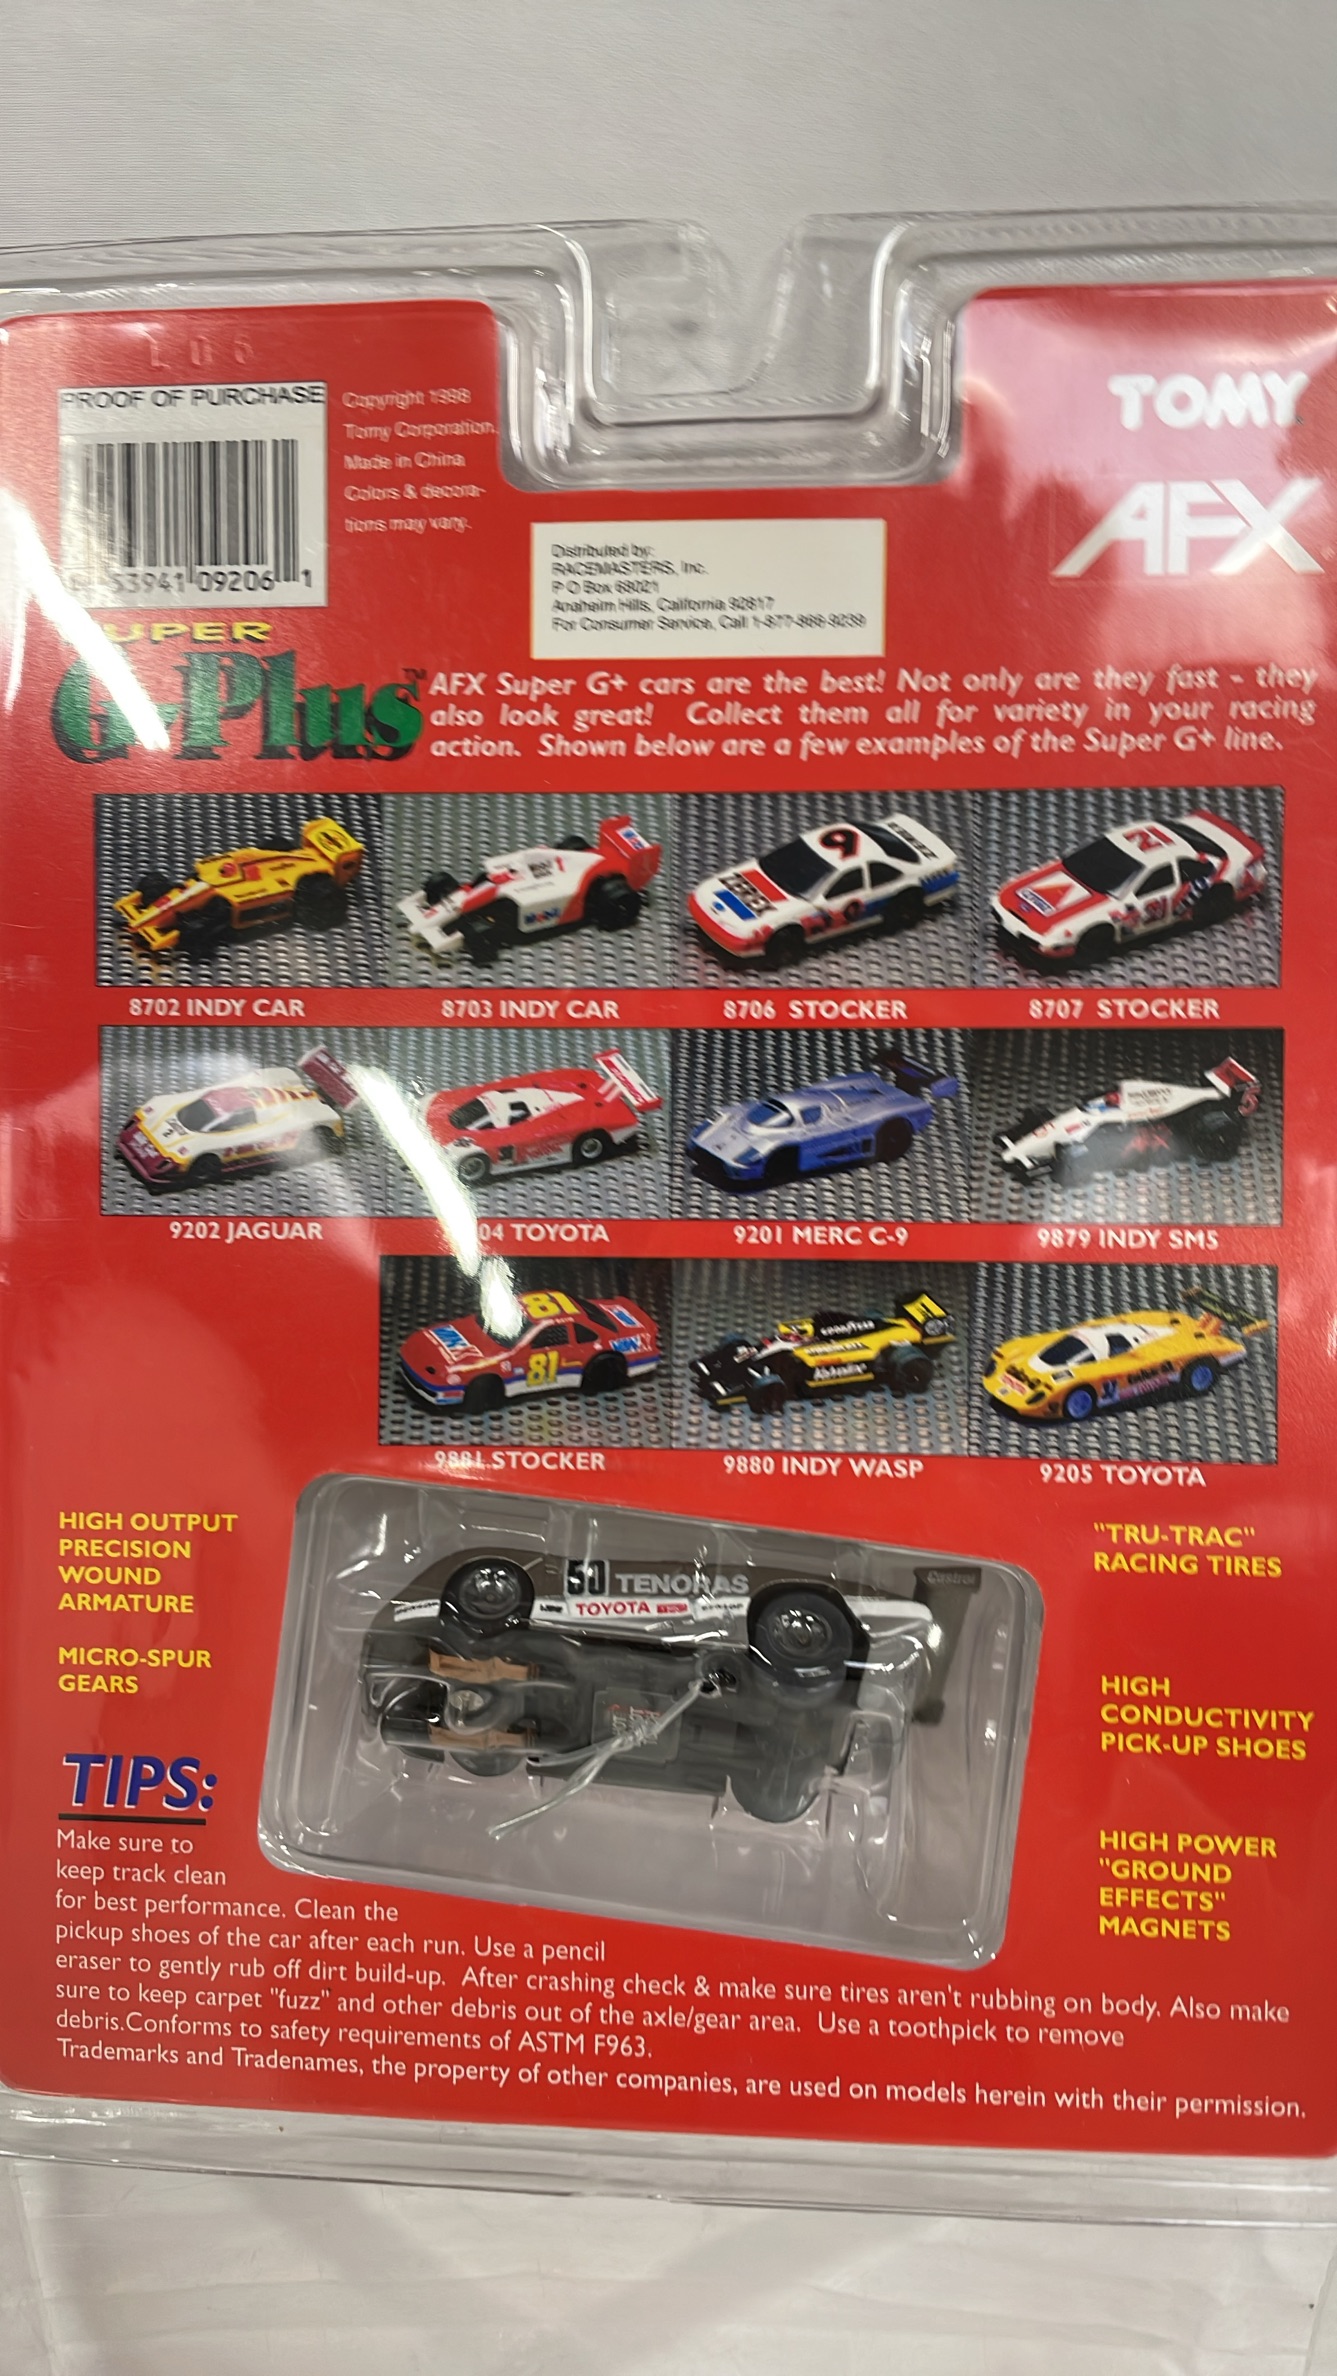 PROOF OF PURCHASE
53941 09206 1
Copyright 1998
Tomy Corporation.
Made in China
Colors & decora-
tions may vary.
TOMY
AFX
Distributed by:
RACEMASTERS, Inc.
P O Box 68021
Anaheim Hills, California 92817
For Consumer Service, Call 1-877-
SUPER
G-Plus™
AFX Super G+ cars are the best! Not only are they fast - they
also look great! Collect them all for variety in your racing
action. Shown below are a few examples of the Super G+ line.
8702 INDY CAR
8703 INDY CAR
8706 STOCKER
8707 STOCKER
9202 JAGUAR
04 TOYOTA
9201 MERC C-9
9879 INDY SM5
9881 STOCKER
9880 INDY WASP
9205 TOYOTA
HIGH OUTPUT
PRECISION
WOUND
ARMATURE
MICRO-SPUR
GEARS
50 TENORAS
TOYOTA
Castrol
"TRU-TRAC"
RACING TIRES
HIGH
CONDUCTIVITY
PICK-UP SHOES
HIGH POWER
"GROUND
EFFECTS"
MAGNETS
TIPS:
Make sure to
keep track clean
for best performance. Clean the
pickup shoes of the car after each run. Use a pencil
eraser to gently rub off dirt build-up. After crashing check & make sure tires aren't rubbing on body. Also make
sure to keep carpet "fuzz" and other debris out of the axle/gear area. Use a toothpick to remove
debris.Conforms to safety requirements of ASTM F963.
Trademarks and Tradenames, the property of other companies, are used on models herein with their permission.